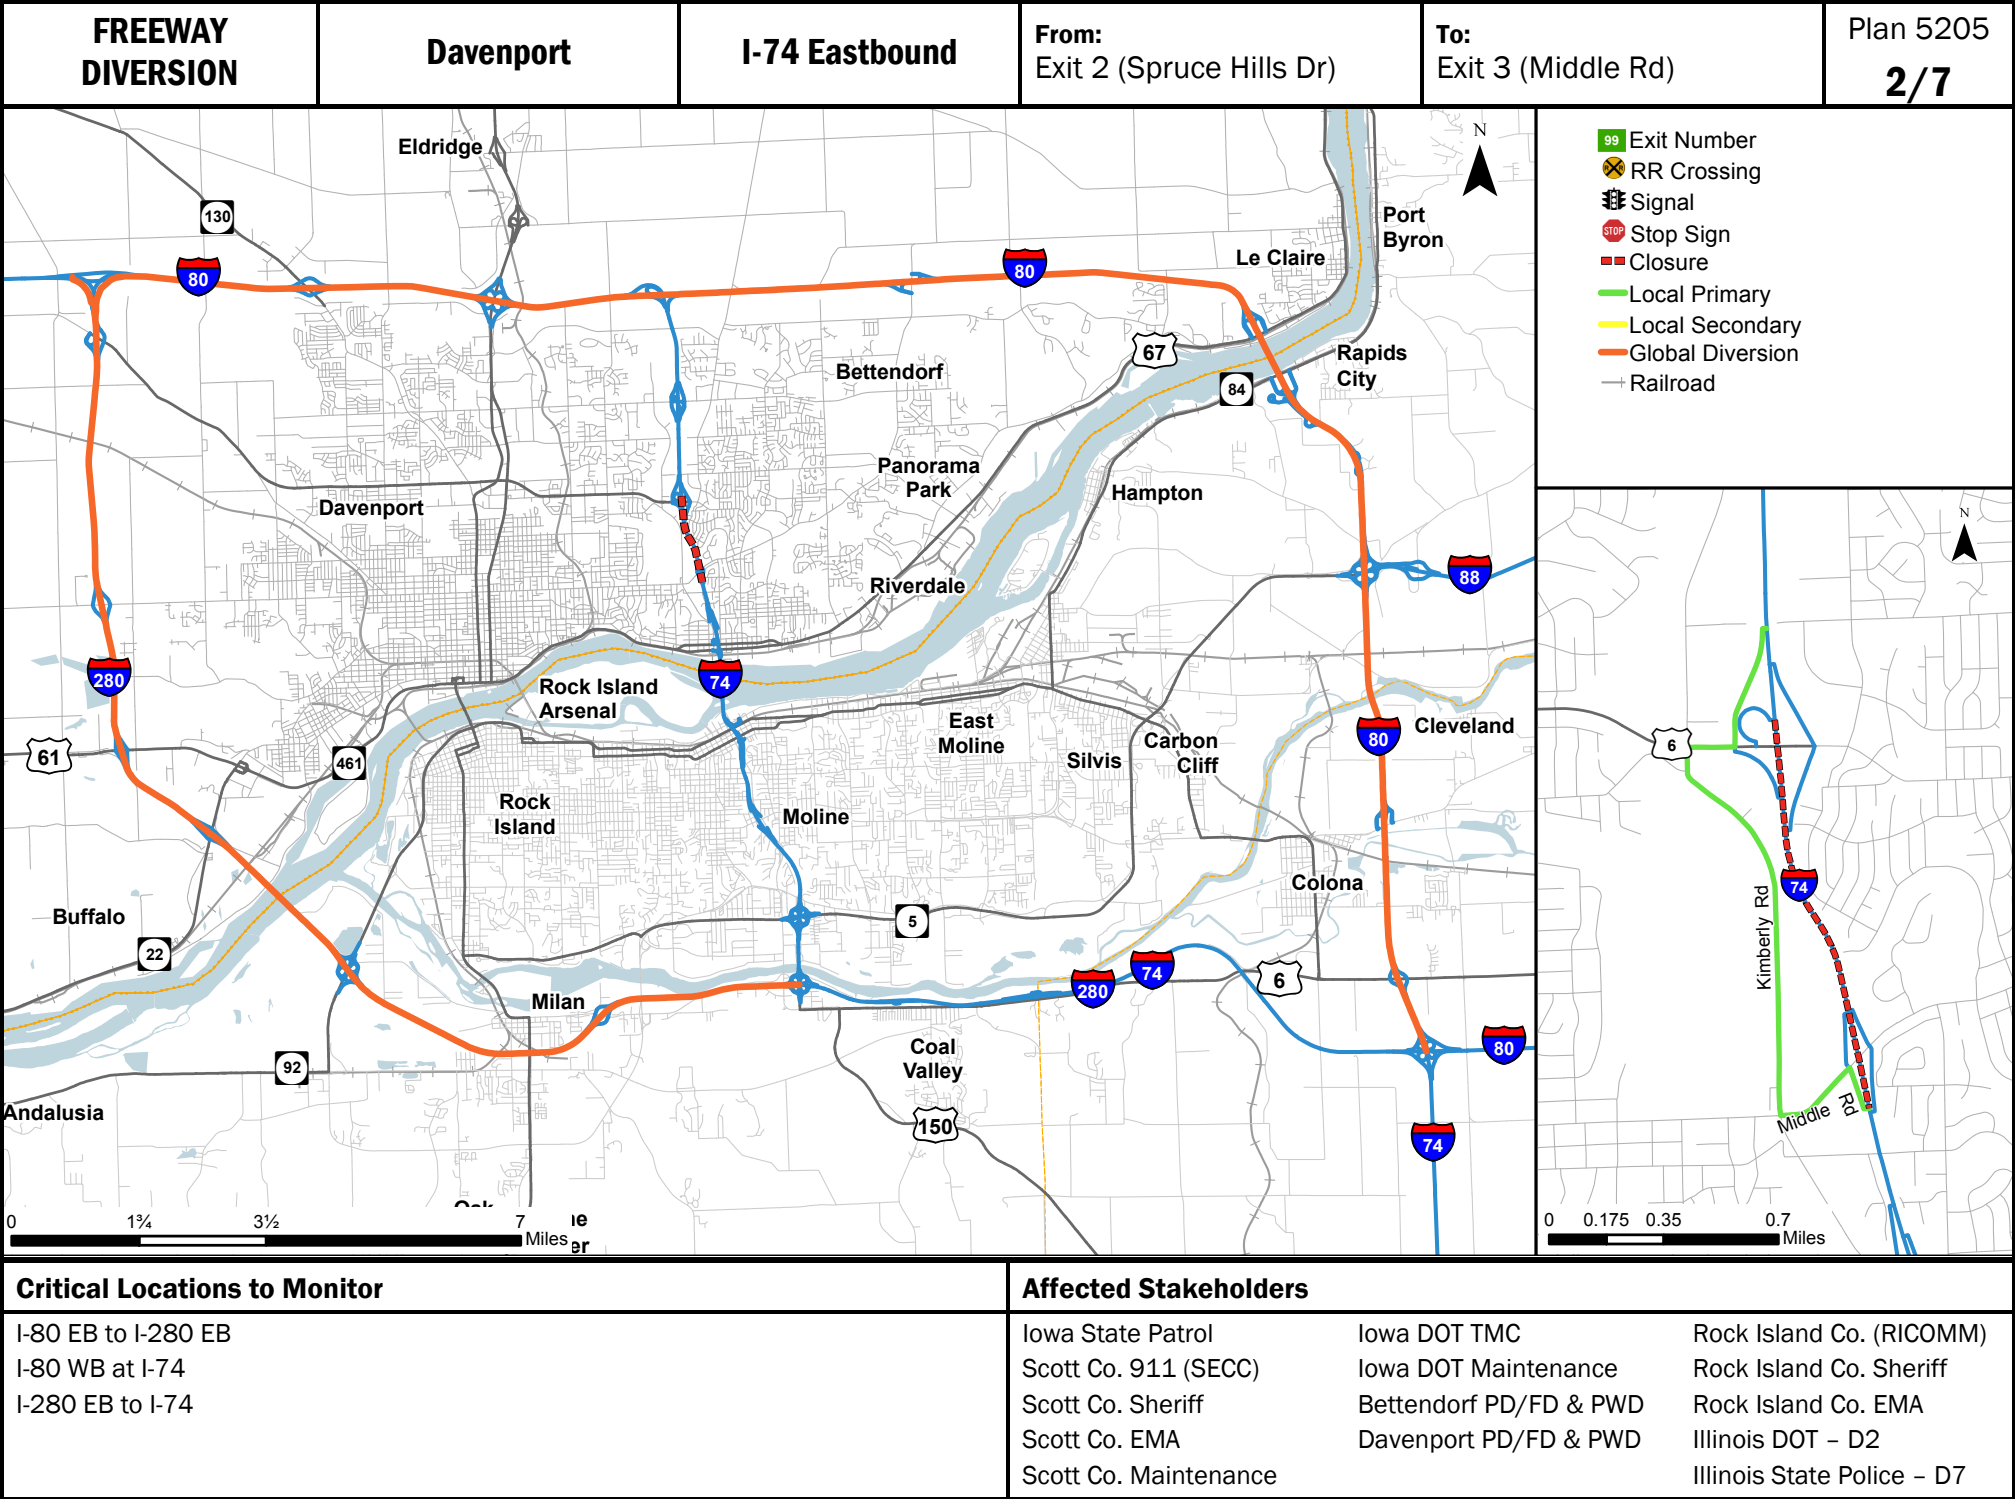 FREEWAY
DIVERSION
Davenport
I-74 Eastbound
From:
Exit 2 (Spruce Hills Dr)
To:
Exit 3 (Middle Rd)
Plan 5205
2/7
Eldridge
N
130
Port
Byron
80
80
Le Claire
67
Rapids
City
Bettendorf
84
Panorama
Park
Hampton
Davenport
88
Riverdale
280
74
Rock Island
Arsenal
East
Moline
Cleveland
61
461
Silvis
Carbon
Cliff
80
Rock
Island
Moline
Colona
Buffalo
5
22
74
6
280
Milan
80
92
Coal
Valley
Andalusia
150
74
0
1¾
3½
7
Miles
99
Exit Number
RR Crossing
Signal
STOP
Stop Sign
Closure
Local Primary
Local Secondary
Global Diversion
Railroad
N
6
74
Kimberly Rd
Middle Rd
0
0.175
0.35
0.7
Miles
Critical Locations to Monitor
I-80 EB to I-280 EB
I-80 WB at I-74
I-280 EB to I-74
Affected Stakeholders
Iowa State Patrol
Scott Co. 911 (SECC)
Scott Co. Sheriff
Scott Co. EMA
Scott Co. Maintenance
Iowa DOT TMC
Iowa DOT Maintenance
Bettendorf PD/FD & PWD
Davenport PD/FD & PWD
Rock Island Co. (RICOMM)
Rock Island Co. Sheriff
Rock Island Co. EMA
Illinois DOT – D2
Illinois State Police – D7